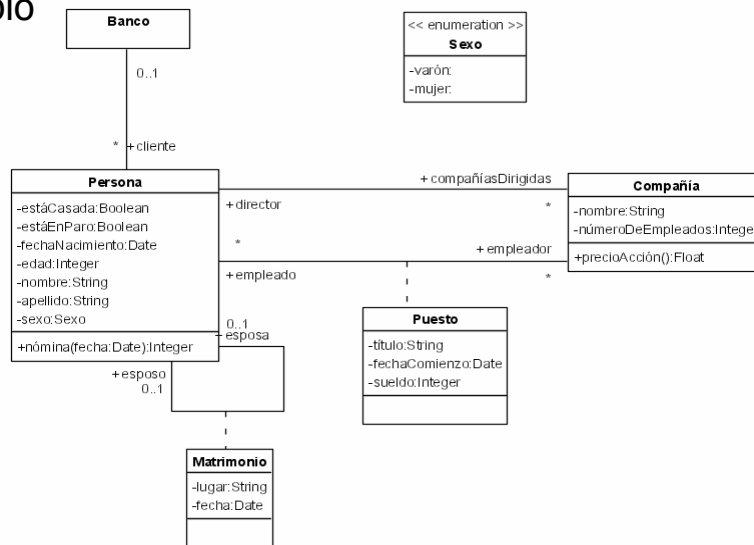 plo
Banco
0..1
* +cliente
<< enumeration >>
Sexo
-varón:
-mujer:
Persona
-estáCasada:Boolean
-estáEnParo:Boolean
-fechaNacimiento:Date
-edad:Integer
-nombre:String
-apellido:String
-sexo:Sexo
+nómina(fecha:Date):Integer
+ compañíasDirigidas
*
+director
*
+ empleador
*
+empleado
Compañía
-nombre:String
-númeroDeEmpleados:Intege
+precioAcción():Float
0..1
+ esposa
+esposo
0..1
Puesto
-título:String
-fechaComienzo:Date
-sueldo:Integer
Matrimonio
-lugar:String
-fecha:Date